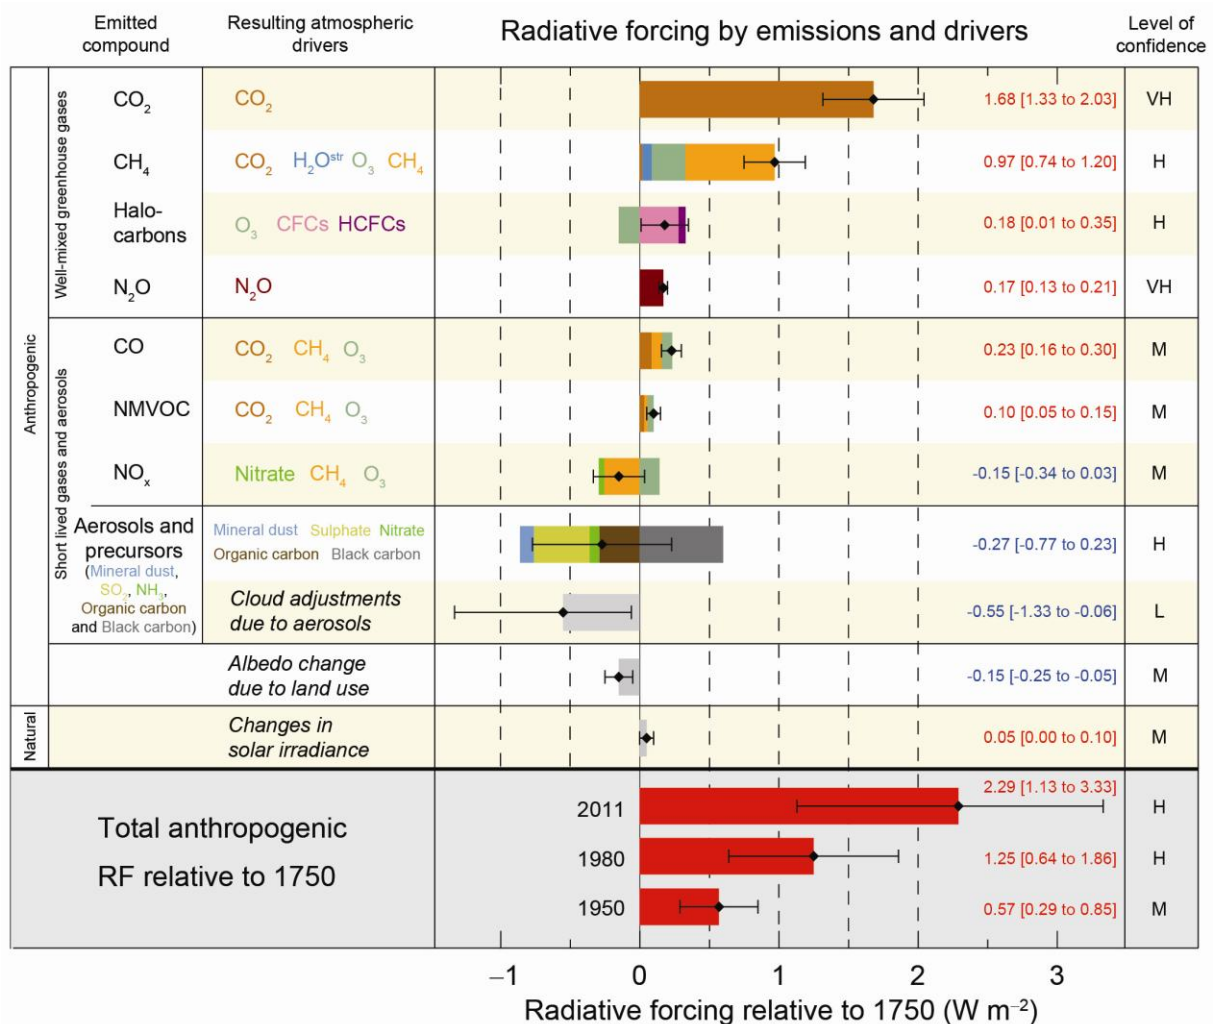 Emitted compound
Resulting atmospheric drivers
Radiative forcing by emissions and drivers
Level of confidence
Anthropogenic
Well-mixed greenhouse gases
CO₂
CO₂
1.68 [1.33 to 2.03]
VH
CH₄
CO₂ H₂Oˢᵗʳ O₃ CH₄
0.97 [0.74 to 1.20]
H
Halo-
carbons
O₃ CFCs HCFCs
0.18 [0.01 to 0.35]
H
N₂O
N₂O
0.17 [0.13 to 0.21]
VH
Short lived gases and aerosols
CO
CO₂ CH₄ O₃
0.23 [0.16 to 0.30]
M
NMVOC
CO₂ CH₄ O₃
0.10 [0.05 to 0.15]
M
NOₓ
Nitrate CH₄ O₃
-0.15 [-0.34 to 0.03]
M
Aerosols and
precursors
(Mineral dust,
SO₂, NH₃,
Organic carbon
and Black carbon)
Mineral dust Sulphate Nitrate
Organic carbon Black carbon
-0.27 [-0.77 to 0.23]
H
Cloud adjustments
due to aerosols
-0.55 [-1.33 to -0.06]
L
Albedo change
due to land use
-0.15 [-0.25 to -0.05]
M
Natural
Changes in
solar irradiance
0.05 [0.00 to 0.10]
M
Total anthropogenic
RF relative to 1750
2011
2.29 [1.13 to 3.33]
H
1980
1.25 [0.64 to 1.86]
H
1950
0.57 [0.29 to 0.85]
M
−1 0 1 2 3
Radiative forcing relative to 1750 (W m⁻²)